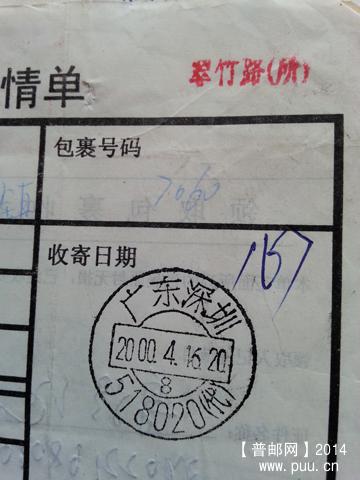 翠竹路(所)
情单
包裹号码
7060
收寄日期
广东深圳
2000.4.16.20
8
518020(代)
【普邮网】2014
www.puu.cn